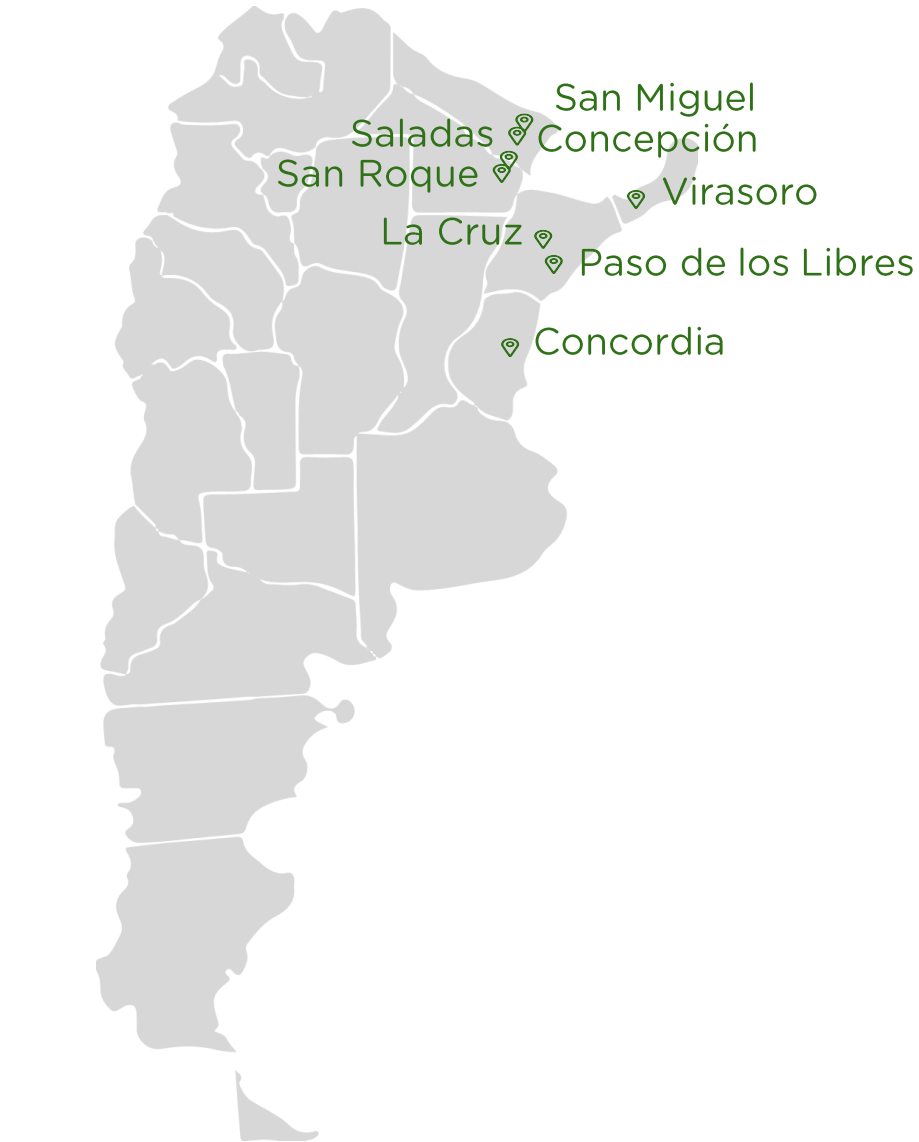 San Miguel
Saladas
Concepción
San Roque
Virasoro
La Cruz
Paso de los Libres
Concordia